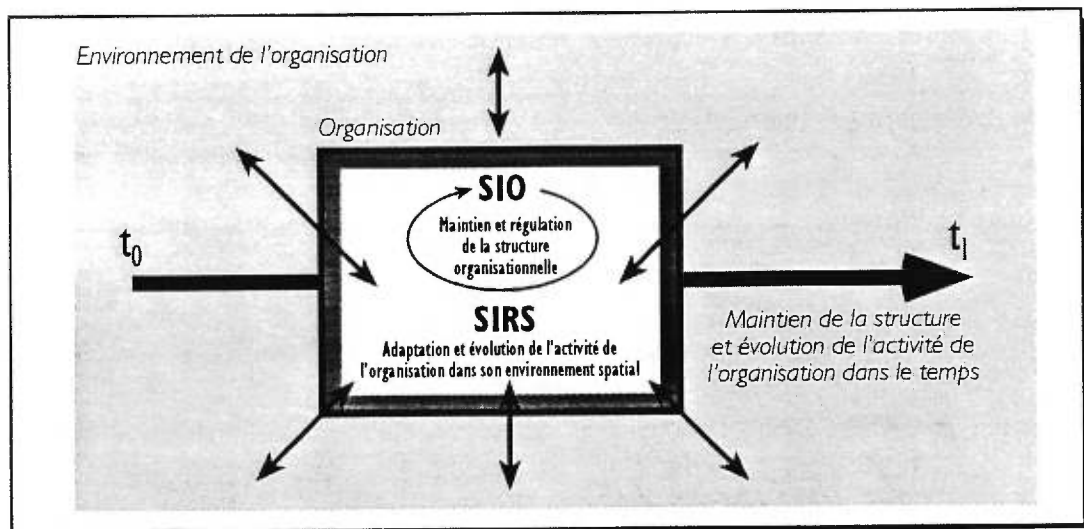 Environnement de l'organisation
Organisation
SIO
Maintien et régulation
de la structure
organisationnelle
t0
t1
SIRS
Adaptation et évolution de l'activité de
l'organisation dans son environnement spatial
Maintien de la structure
et évolution de l'activité de
l'organisation dans le temps